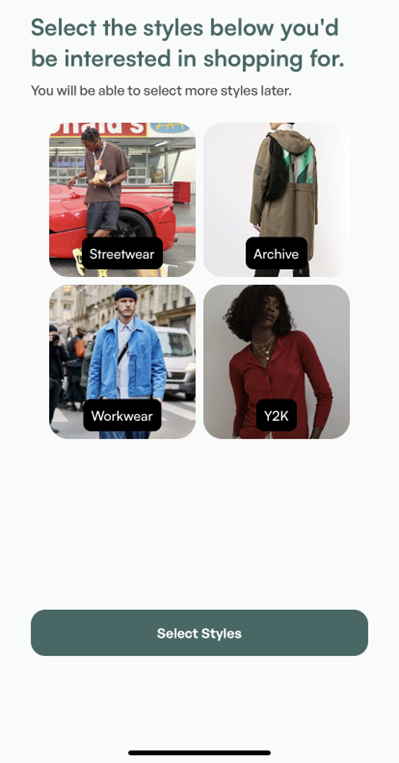 Select the styles below you'd
be interested in shopping for.
You will be able to select more styles later.
nald's
Streetwear
Archive
Workwear
Y2K
Select Styles